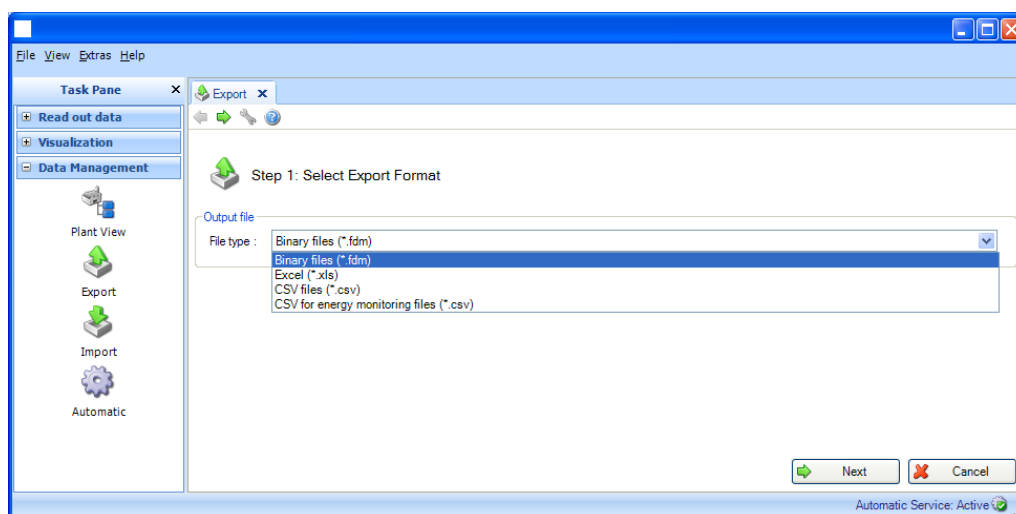 File View Extras Help
Task Pane
Read out data
Visualization
Data Management
Plant View
Export
Import
Automatic
Export
Step 1: Select Export Format
Output file
File type : Binary files (*.fdm)
Binary files (*.fdm)
Excel (*.xls)
CSV files (*.csv)
CSV for energy monitoring files (*.csv)
Next Cancel
Automatic Service: Active